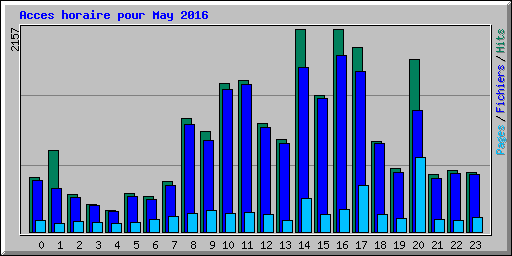 Acces horaire pour May 2016
2157
Pages/Fichiers/Hits
0 1 2 3 4 5 6 7 8 9 10 11 12 13 14 15 16 17 18 19 20 21 22 23